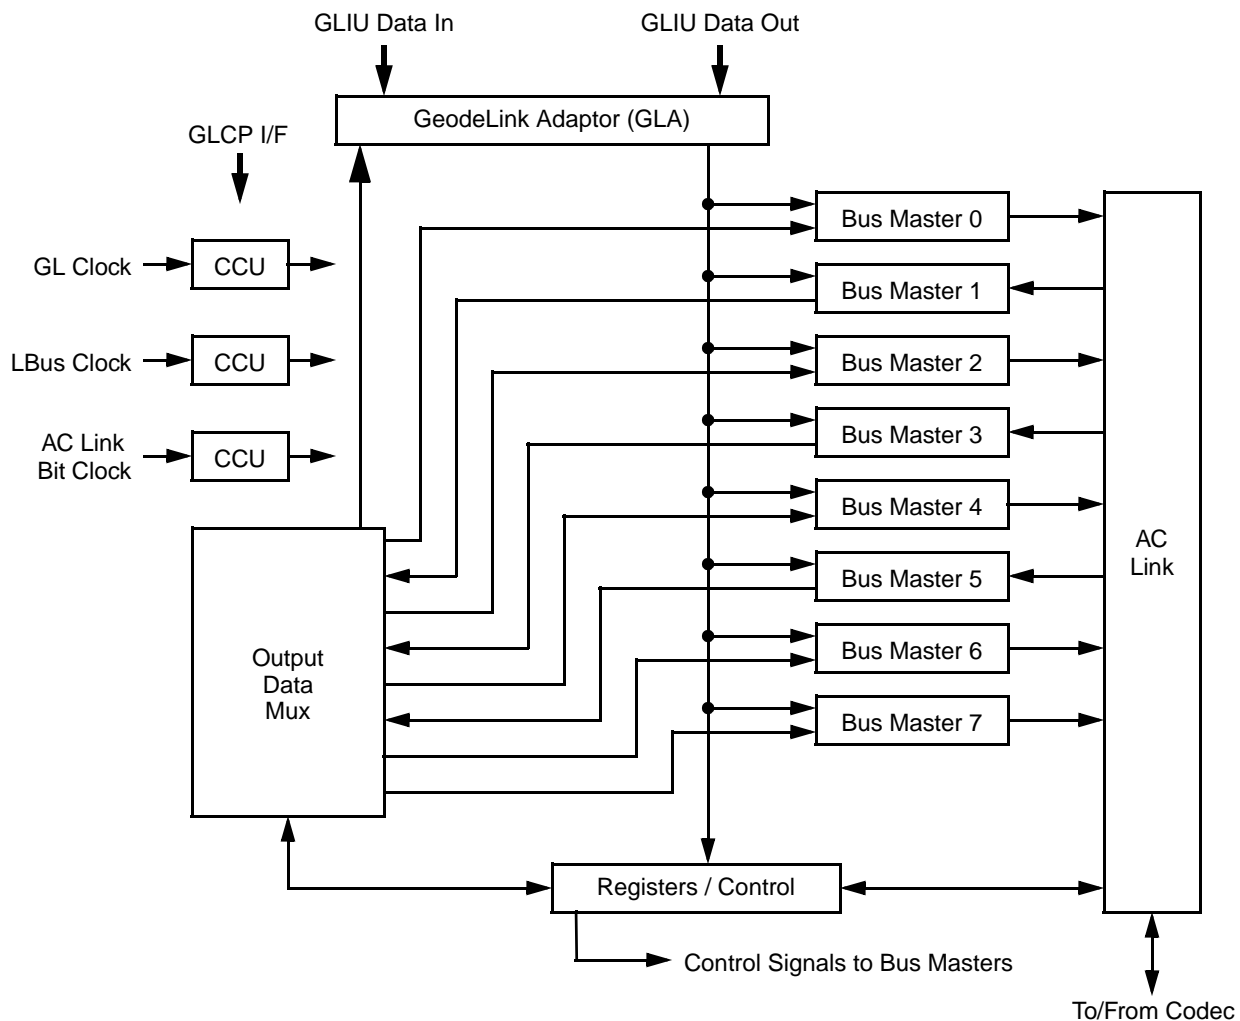 GLIU Data In
GLIU Data Out
GeodeLink Adaptor (GLA)
GLCP I/F
Bus Master 0
GL Clock
CCU
Bus Master 1
LBus Clock
CCU
Bus Master 2
AC Link
Bit Clock
CCU
Bus Master 3
Bus Master 4
AC
Link
Bus Master 5
Output
Data
Mux
Bus Master 6
Bus Master 7
Registers / Control
Control Signals to Bus Masters
To/From Codec